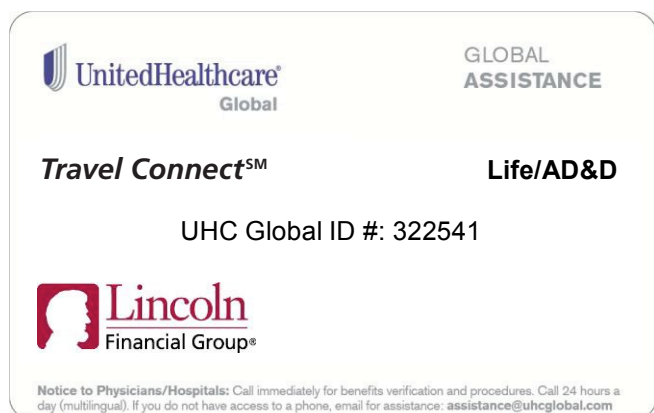 UnitedHealthcare®
Global
GLOBAL
ASSISTANCE
Travel Connect℠
Life/AD&D
UHC Global ID #: 322541
Lincoln
Financial Group®
Notice to Physicians/Hospitals: Call immediately for benefits verification and procedures. Call 24 hours a
day (multilingual). If you do not have access to a phone, email for assistance: assistance@uhcglobal.com